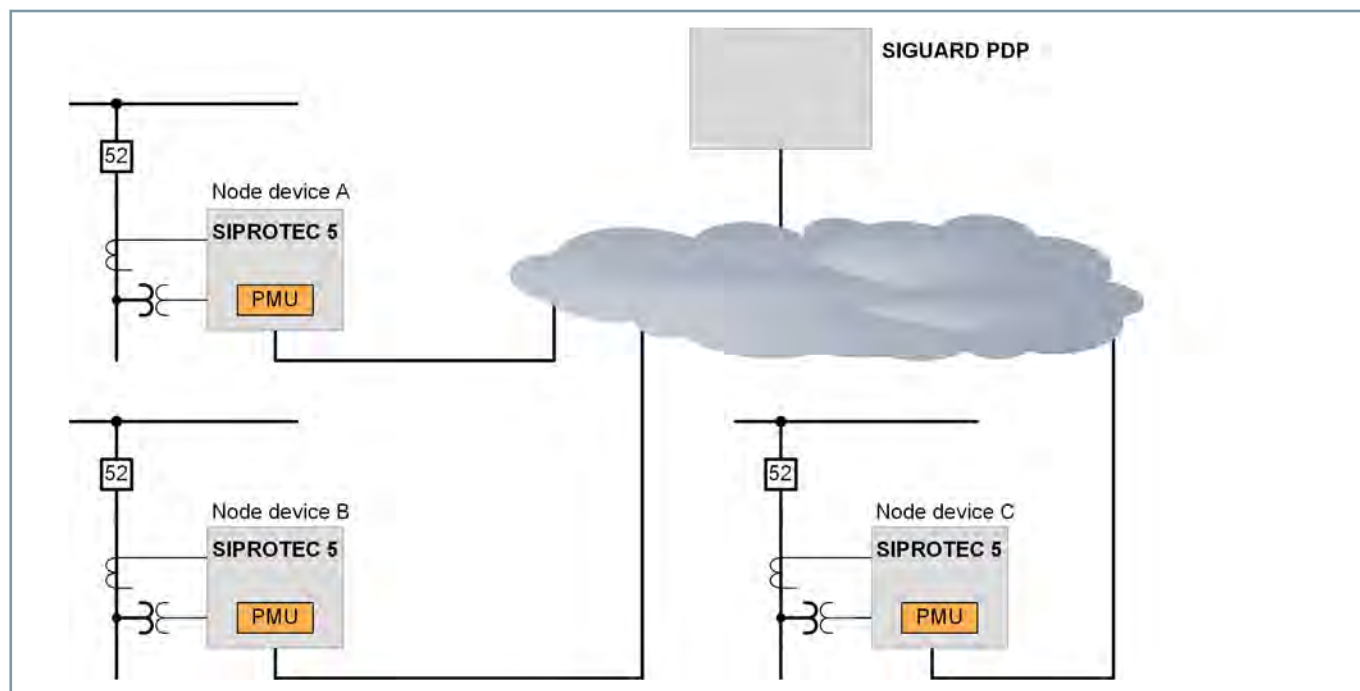 SIGUARD PDP
52
Node device A
SIPROTEC 5
PMU
52
Node device B
SIPROTEC 5
PMU
52
Node device C
SIPROTEC 5
PMU